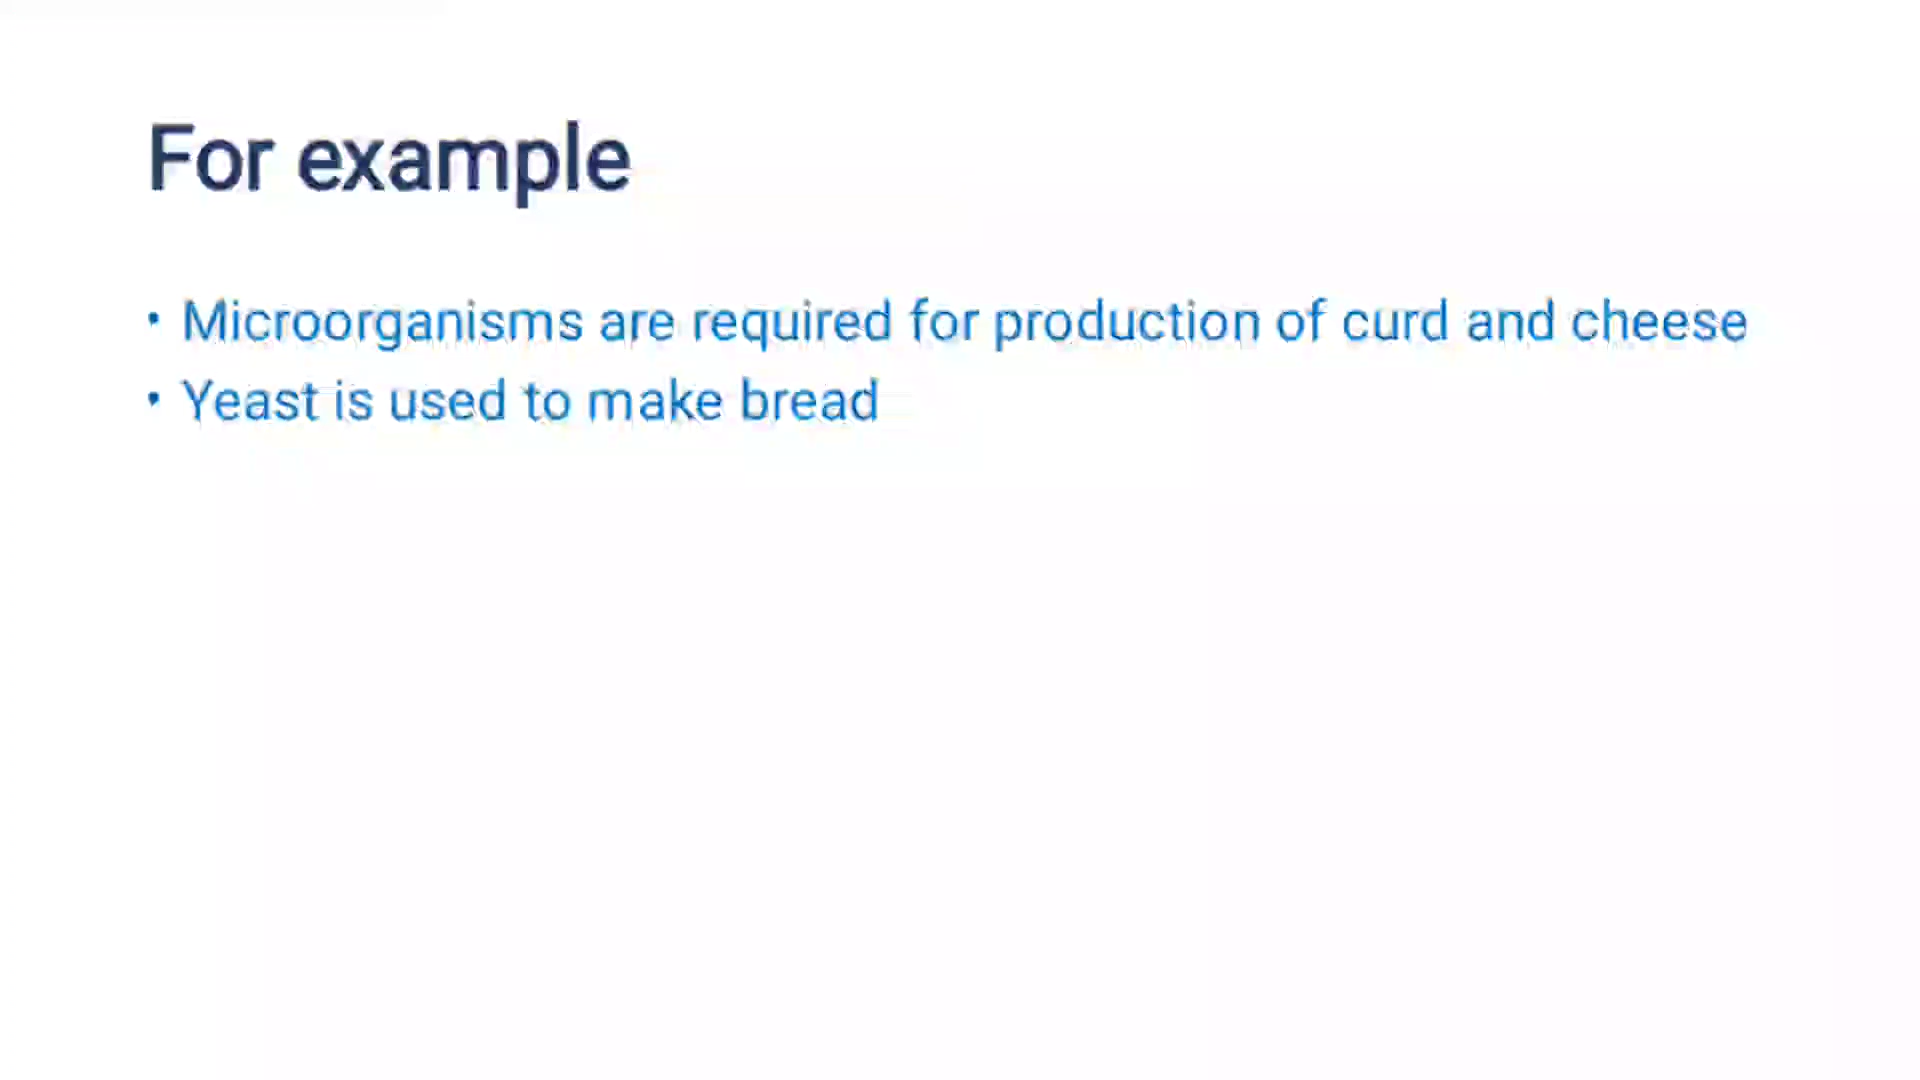 For example
• Microorganisms are required for production of curd and cheese
• Yeast is used to make bread